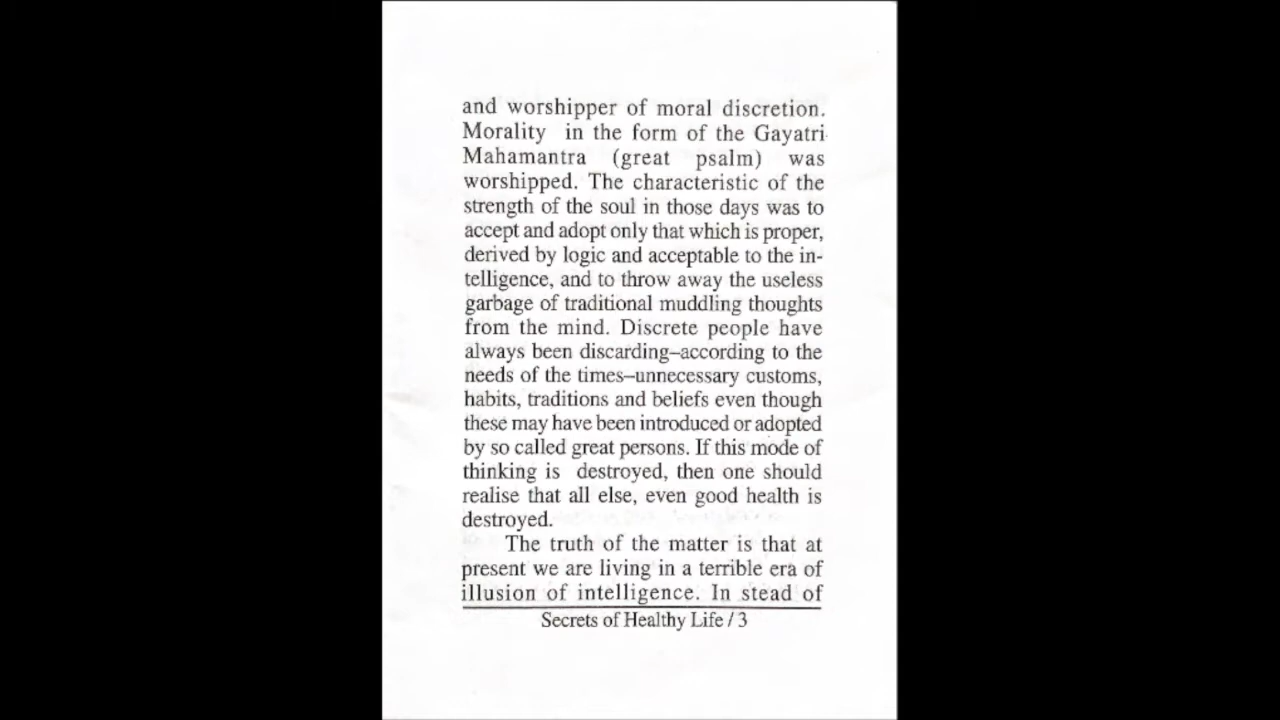 and worshipper of moral discretion.
Morality in the form of the Gayatri
Mahamantra (great psalm) was
worshipped. The characteristic of the
strength of the soul in those days was to
accept and adopt only that which is proper,
derived by logic and acceptable to the in-
telligence, and to throw away the useless
garbage of traditional muddling thoughts
from the mind. Discrete people have
always been discarding–according to the
needs of the times–unnecessary customs,
habits, traditions and beliefs even though
these may have been introduced or adopted
by so called great persons. If this mode of
thinking is destroyed, then one should
realise that all else, even good health is
destroyed.
The truth of the matter is that at
present we are living in a terrible era of
illusion of intelligence. In stead of
Secrets of Healthy Life / 3